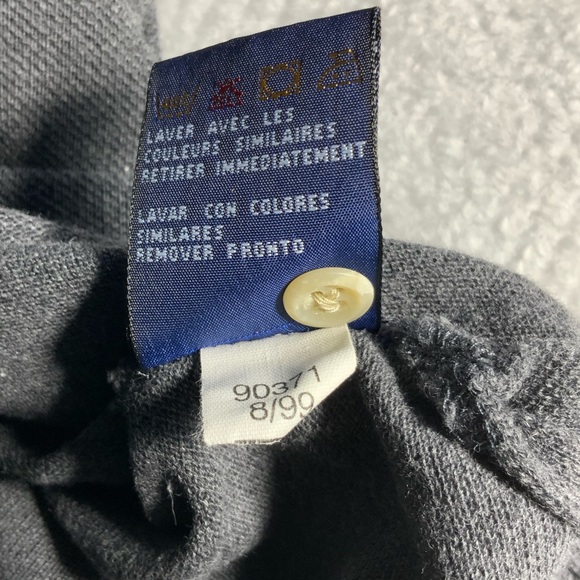 LAVER AVEC LES
COULEURS SIMILAIRES
RETIRER IMMEDIATEMENT
LAVAR CON COLORES
SIMILARES
REMOVER PRONTO
90371
8/99